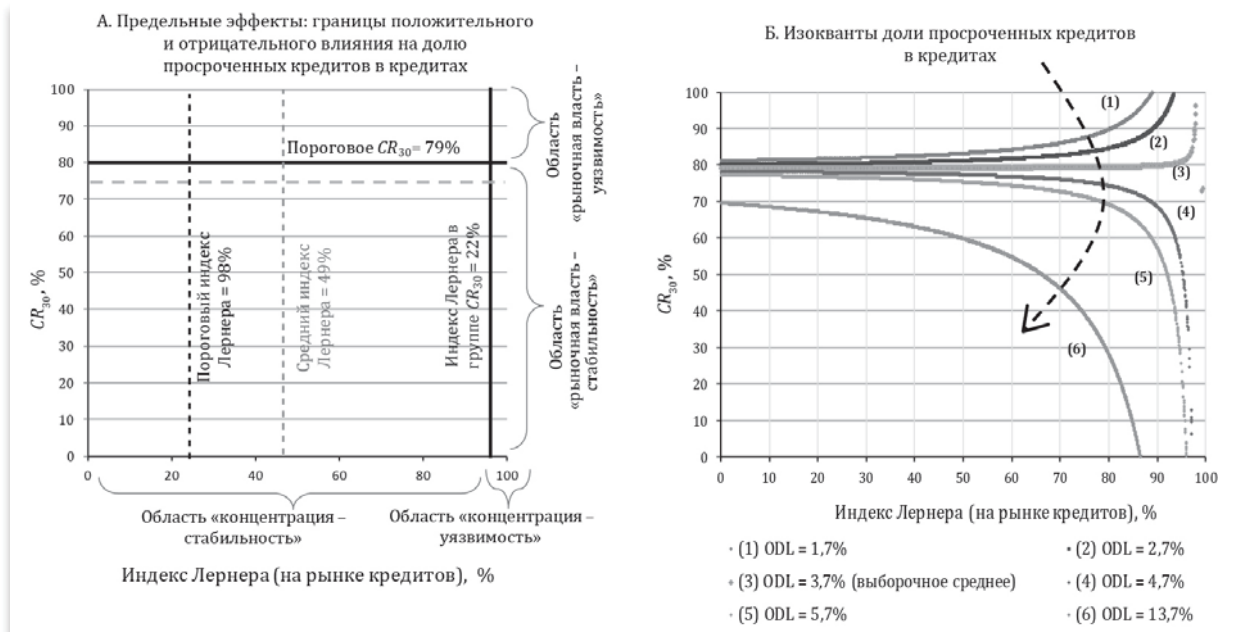 А. Предельные эффекты: границы положительного
и отрицательного влияния на долю
просроченных кредитов в кредитах
100
90
80
70
60
50
40
30
20
10
0
CR30, %
Пороговое CR30= 79%
Пороговый индекс
Лернера = 98%
Средний индекс
Лернера = 49%
Индекс Лернера в
группе CR30 = 22%
Область
«рыночная власть –
уязвимость»
Область
«рыночная власть –
стабильность»
0 20 40 60 80 100
Область «концентрация –
стабильность»
Область «концентрация –
уязвимость»
Индекс Лернера (на рынке кредитов), %
Б. Изокванты доли просроченных кредитов
в кредитах
100
90
80
70
60
50
40
30
20
10
0
CR30, %
(1)
(2)
(3)
(4)
(5)
(6)
0 10 20 30 40 50 60 70 80 90 100
Индекс Лернера (на рынке кредитов), %
(1) ODL = 1,7%
(2) ODL = 2,7%
(3) ODL = 3,7% (выборочное среднее)
(4) ODL = 4,7%
(5) ODL = 5,7%
(6) ODL = 13,7%